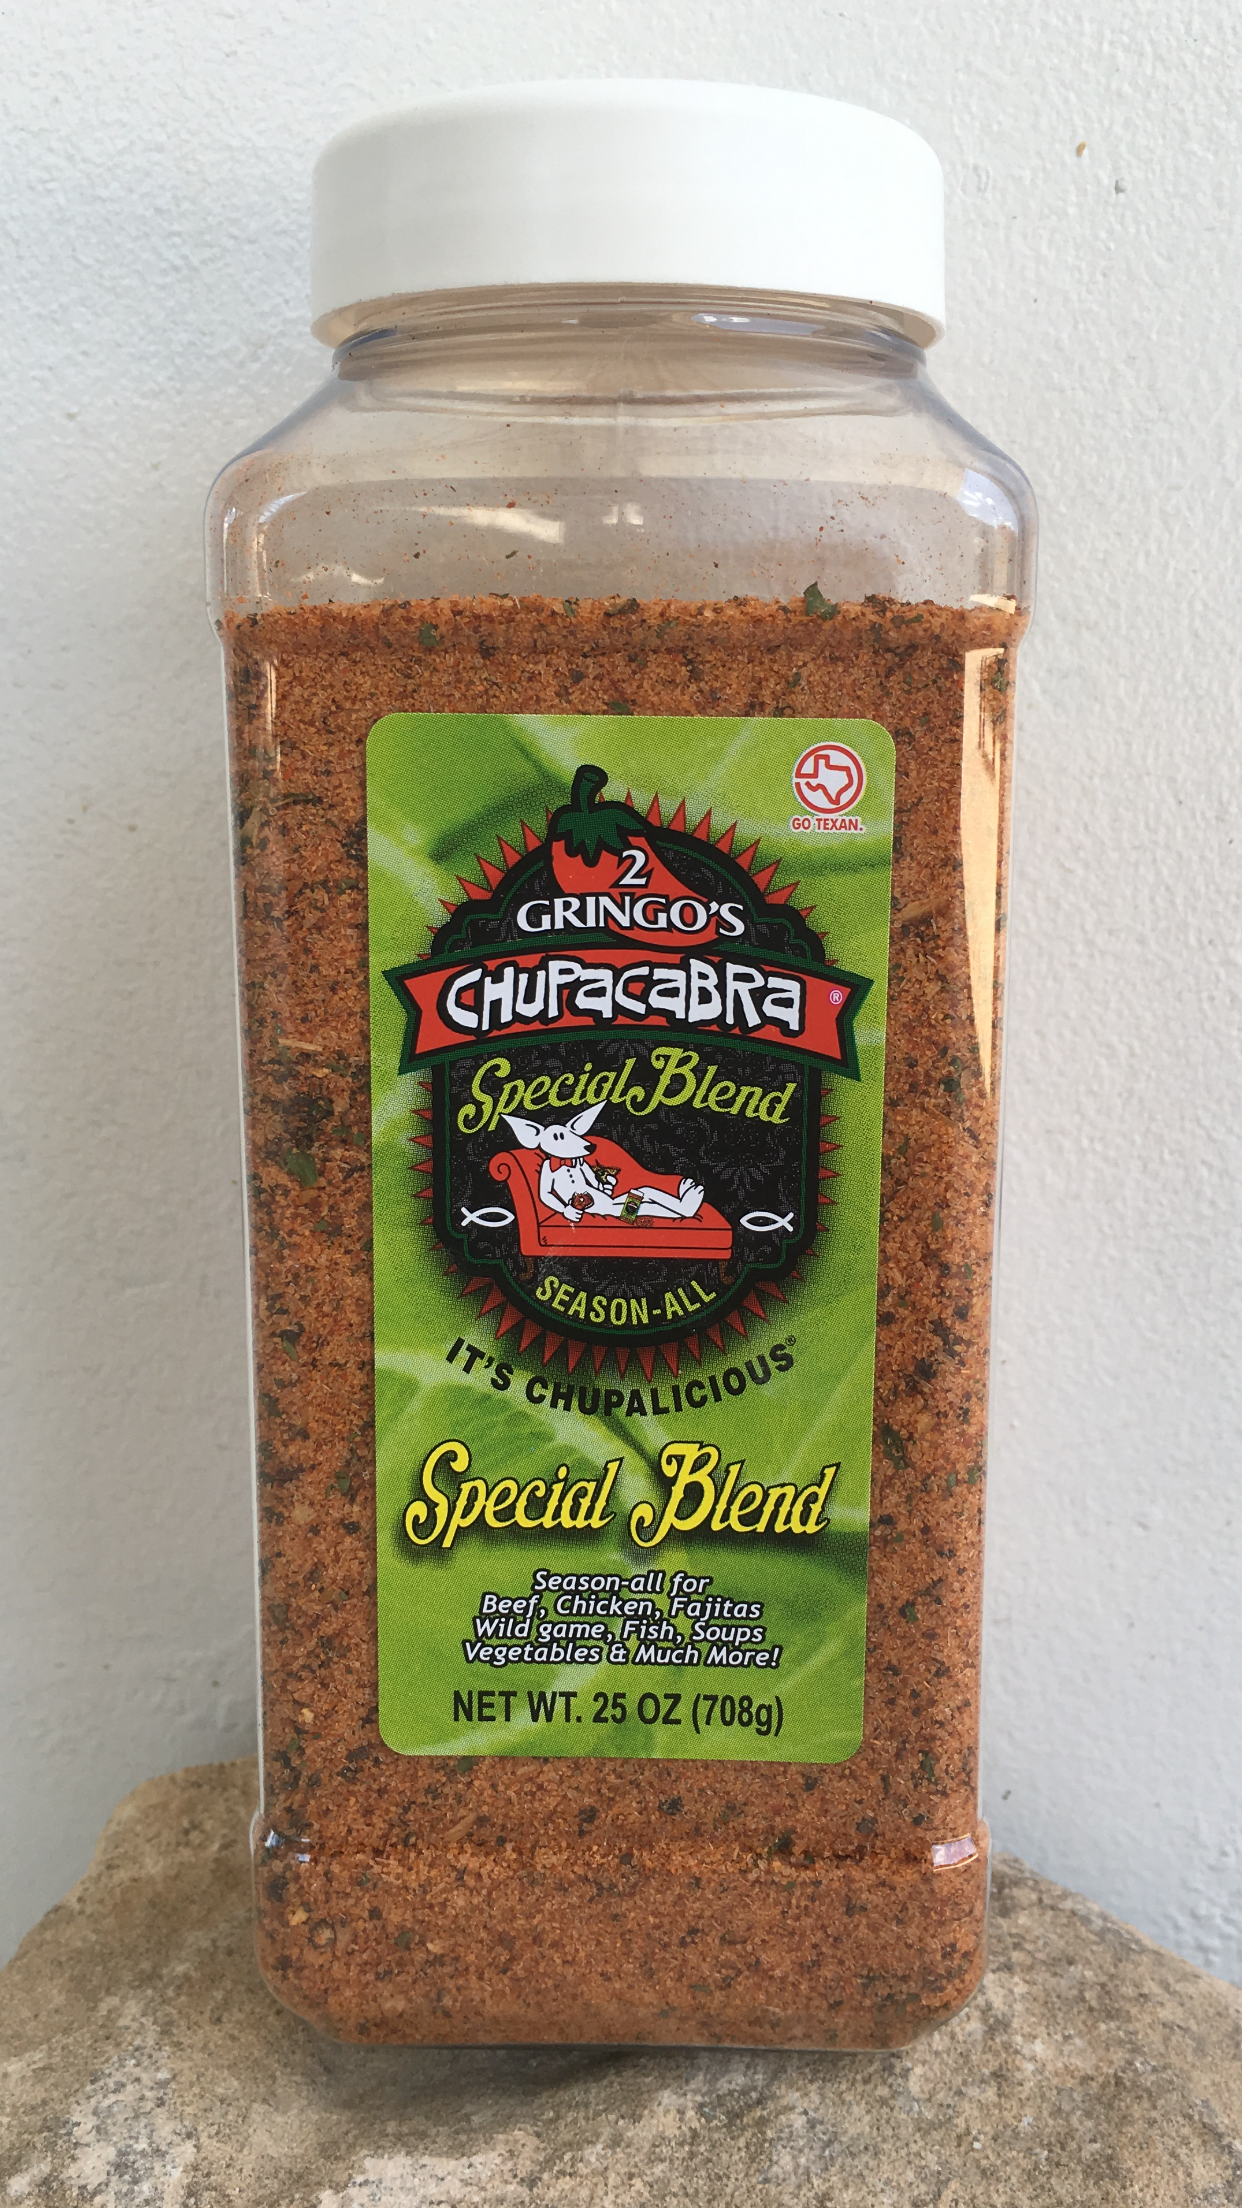 GO TEXAN.
2
GRINGO'S
CHUPACABRA ®
Special Blend
SEASON-ALL
IT'S CHUPALICIOUS®
Special Blend
Season-all for
Beef, Chicken, Fajitas
Wild game, Fish, Soups
Vegetables & Much More!
NET WT. 25 OZ (708g)